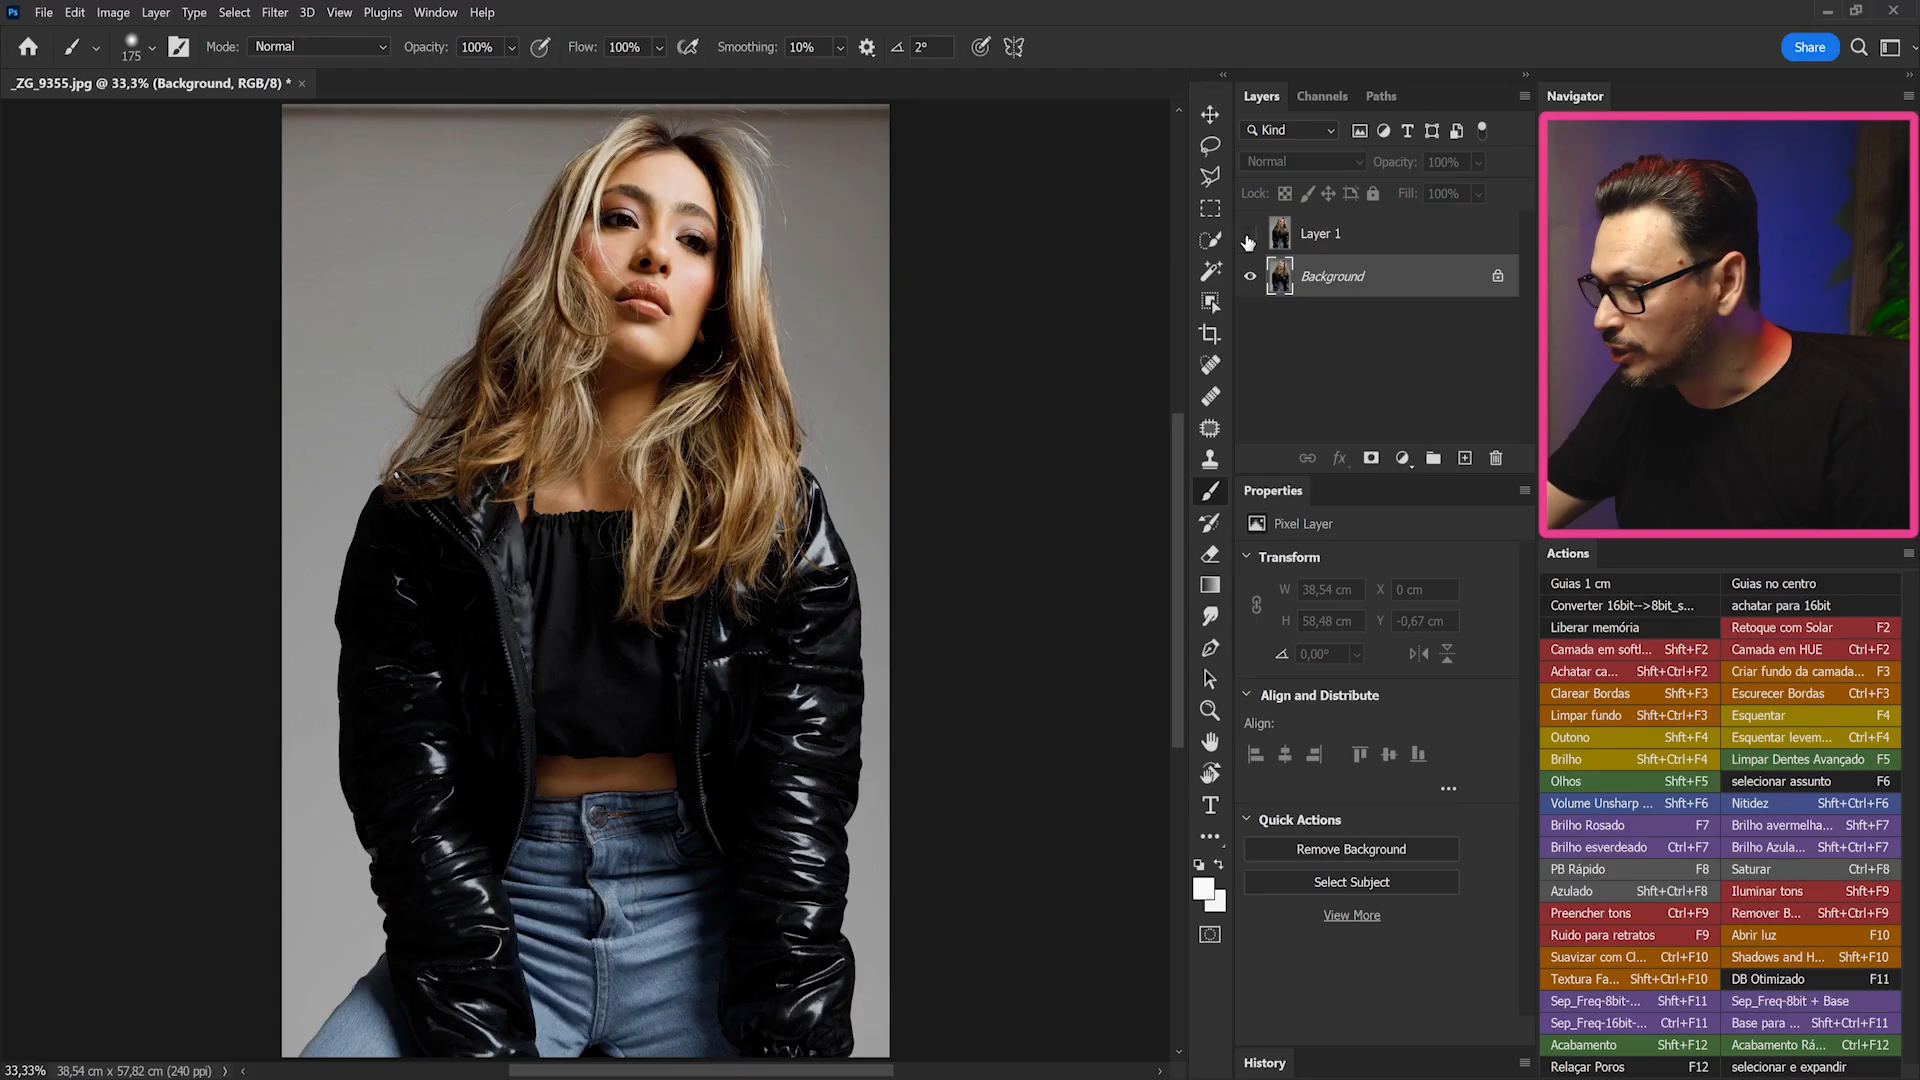 Ps File Edit Image Layer Type Select Filter 3D View Plugins Window Help
175 Mode: Normal Opacity: 100% Flow: 100% Smoothing: 10% 2° Share
_ZG_9355.jpg @ 33,3% (Background, RGB/8) * ×
Layers Channels Paths
Kind
Normal Opacity: 100%
Lock: Fill: 100%
Layer 1
Background
Properties
Pixel Layer
Transform
W 38,54 cm X 0 cm
H 58,48 cm Y -0,67 cm
0,00°
Align and Distribute
Align:
Quick Actions
Remove Background
Select Subject
View More
History
Navigator
Actions
Guias 1 cm Guias no centro
Converter 16bit-->8bit_s... achatar para 16bit
Liberar memória Retoque com Solar F2
Camada em softl... Shft+F2 Camada em HUE Ctrl+F2
Achatar ca... Shft+Ctrl+F2 Criar fundo da camada... F3
Clarear Bordas Shft+F3 Escurecer Bordas Ctrl+F3
Limpar fundo Shft+Ctrl+F3 Esquentar F4
Outono Shft+F4 Esquentar levem... Ctrl+F4
Brilho Shft+Ctrl+F4 Limpar Dentes Avançado F5
Olhos Shft+F5 selecionar assunto F6
Volume Unsharp ... Shft+F6 Nitidez Shft+Ctrl+F6
Brilho Rosado F7 Brilho avermelha... Shft+F7
Brilho esverdeado Ctrl+F7 Brilho Azula... Shft+Ctrl+F7
PB Rápido F8 Saturar Ctrl+F8
Azulado Shft+Ctrl+F8 Iluminar tons Shft+F9
Preencher tons Ctrl+F9 Remover B... Shft+Ctrl+F9
Ruido para retratos F9 Abrir luz F10
Suavizar com Cl... Ctrl+F10 Shadows and H... Shft+F10
Textura Fa... Shft+Ctrl+F10 DB Otimizado F11
Sep_Freq-8bit-... Shft+F11 Sep_Freq-8bit + Base
Sep_Freq-16bit-... Ctrl+F11 Base para ... Shft+Ctrl+F11
Acabamento Shft+F12 Acabamento Rá... Ctrl+F12
Relaçar Poros F12 selecionar e expandir
33,33% 38,54 cm x 57,82 cm (240 ppi)